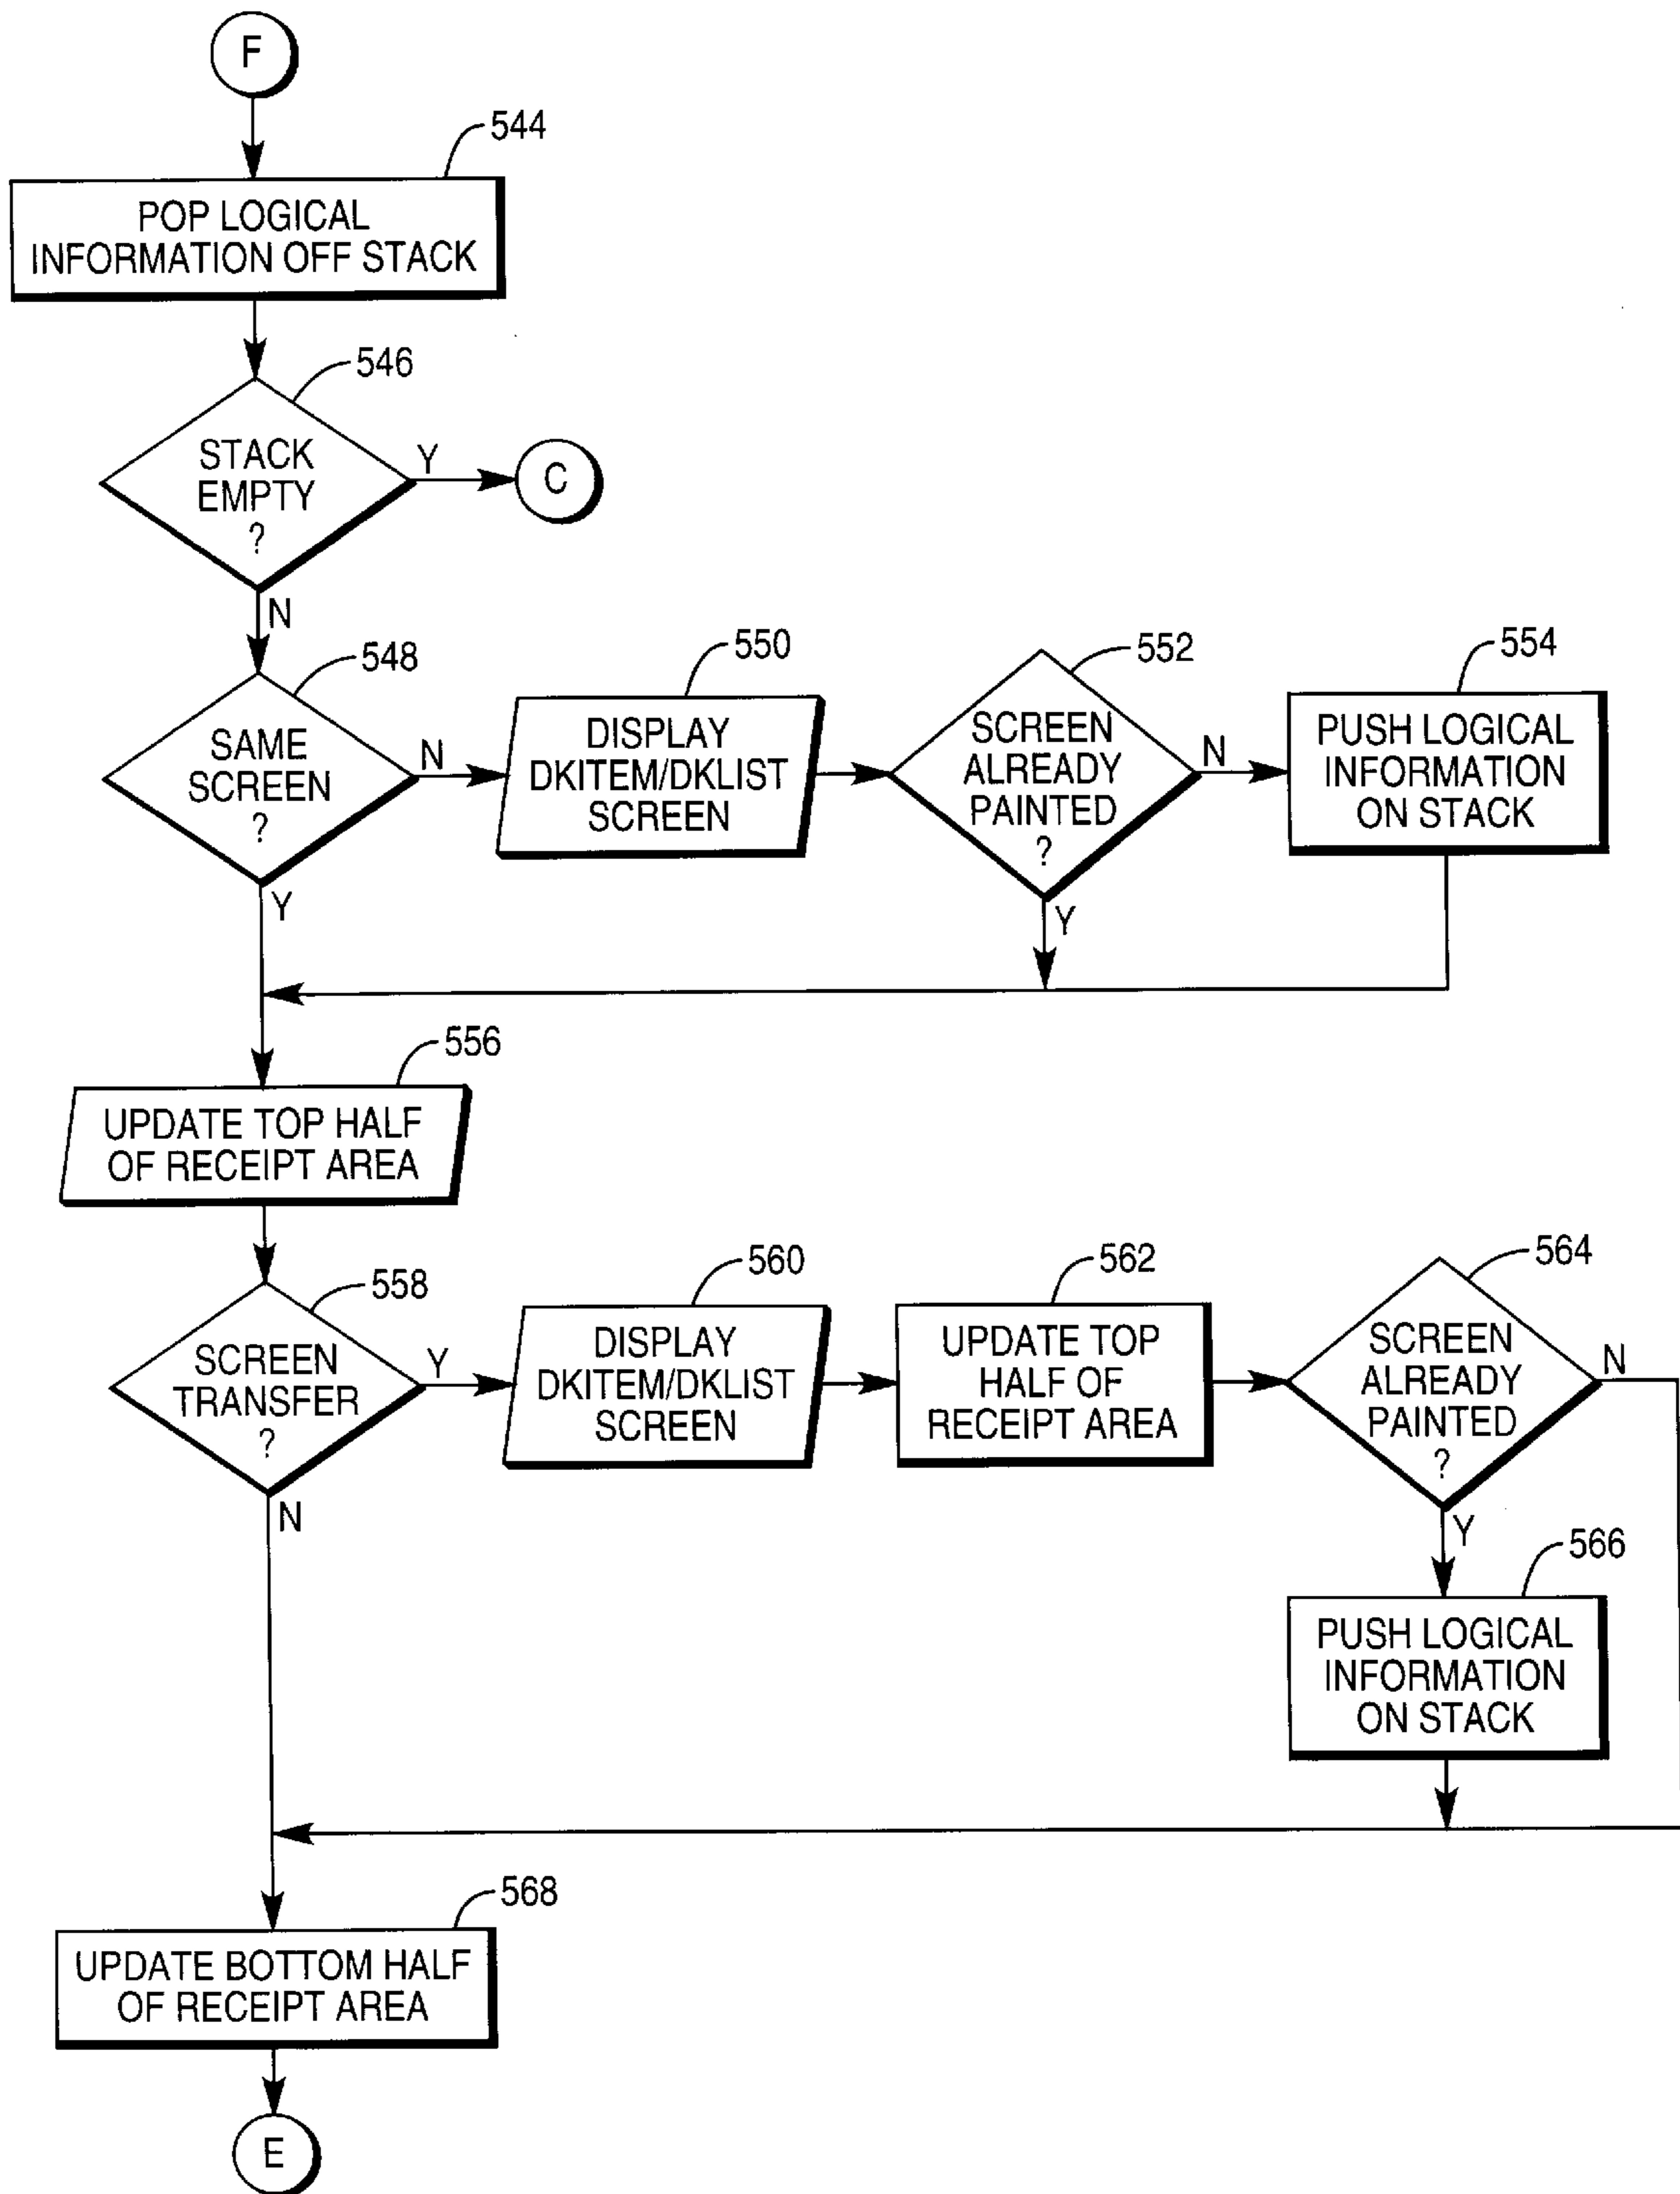 F
544
POP LOGICAL
INFORMATION OFF STACK
546
STACK
EMPTY
?
Y
C
N
548
SAME
SCREEN
?
N
Y
550
DISPLAY
DKITEM/DKLIST
SCREEN
552
SCREEN
ALREADY
PAINTED
?
N
Y
554
PUSH LOGICAL
INFORMATION
ON STACK
556
UPDATE TOP HALF
OF RECEIPT AREA
558
SCREEN
TRANSFER
?
Y
N
560
DISPLAY
DKITEM/DKLIST
SCREEN
562
UPDATE TOP
HALF OF
RECEIPT AREA
564
SCREEN
ALREADY
PAINTED
?
N
Y
566
PUSH LOGICAL
INFORMATION
ON STACK
568
UPDATE BOTTOM HALF
OF RECEIPT AREA
E